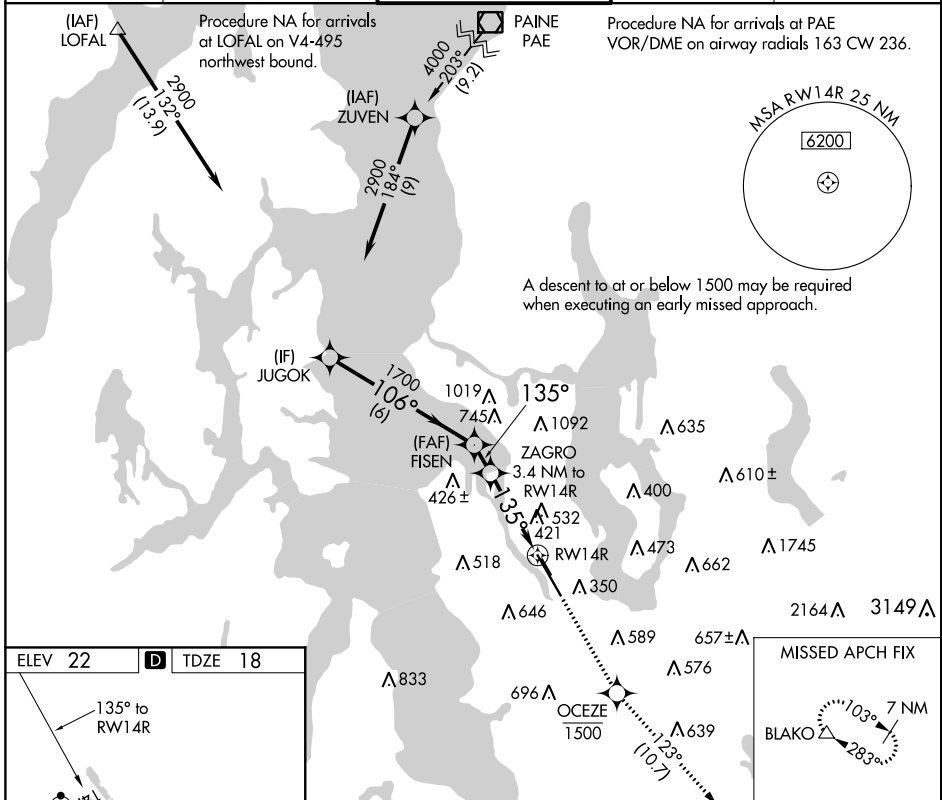 (IAF)
LOFAL
Procedure NA for arrivals
at LOFAL on V4-495
northwest bound.
PAINE
PAE
Procedure NA for arrivals at PAE
VOR/DME on airway radials 163 CW 236.
2900
132°
(13.9)
4000
203°
(9.2)
(IAF)
ZUVEN
2900
184°
(9)
MSA RW14R 25 NM
6200
A descent to at or below 1500 may be required
when executing an early missed approach.
(IF)
JUGOK
1700
106°
(6)
1019
745
135°
1092
635
(FAF)
FISEN
ZAGRO
3.4 NM to
RW14R
426 ±
135°
400
610 ±
532
421
RW14R
518
473
662
1745
350
646
2164
3149
589
657±
576
833
696
OCEZE
1500
639
123°
(10.7)
MISSED APCH FIX
BLAKO
103°
7 NM
283°
ELEV 22
D
TDZE 18
135° to
RW14R